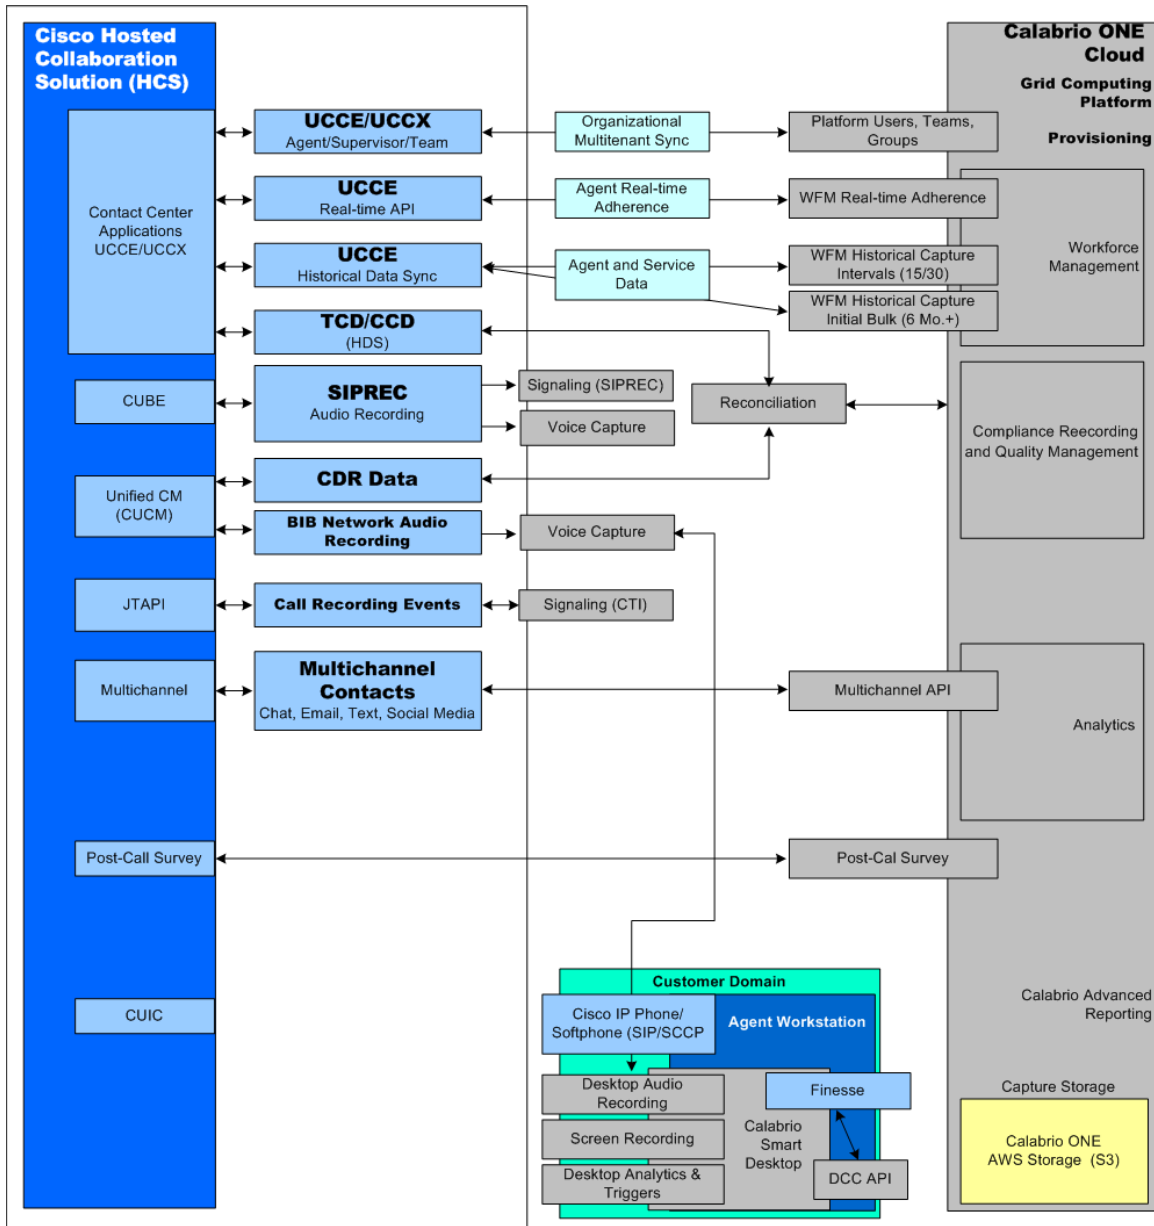 Cisco Hosted
Collaboration
Solution (HCS)
Calabrio ONE
Cloud
Grid Computing
Platform
Provisioning
UCCE/UCCX
Agent/Supervisor/Team
Organizational
Multitenant Sync
Platform Users, Teams,
Groups
Contact Center
Applications
UCCE/UCCX
UCCE
Real-time API
Agent Real-time
Adherence
WFM Real-time Adherence
Workforce
Management
UCCE
Historical Data Sync
Agent and Service
Data
WFM Historical Capture
Intervals (15/30)
WFM Historical Capture
Initial Bulk (6 Mo.+)
TCD/CCD
(HDS)
CUBE
SIPREC
Audio Recording
Signaling (SIPREC)
Voice Capture
Reconciliation
Compliance Reecording
and Quality Management
Unified CM
(CUCM)
CDR Data
BIB Network Audio
Recording
Voice Capture
JTAPI
Call Recording Events
Signaling (CTI)
Multichannel
Multichannel
Contacts
Chat, Email, Text, Social Media
Multichannel API
Analytics
Post-Call Survey
Post-Cal Survey
CUIC
Customer Domain
Cisco IP Phone/
Softphone (SIP/SCCP
Agent Workstation
Desktop Audio
Recording
Screen Recording
Desktop Analytics &
Triggers
Calabrio
Smart
Desktop
Finesse
DCC API
Calabrio Advanced
Reporting
Capture Storage
Calabrio ONE
AWS Storage (S3)